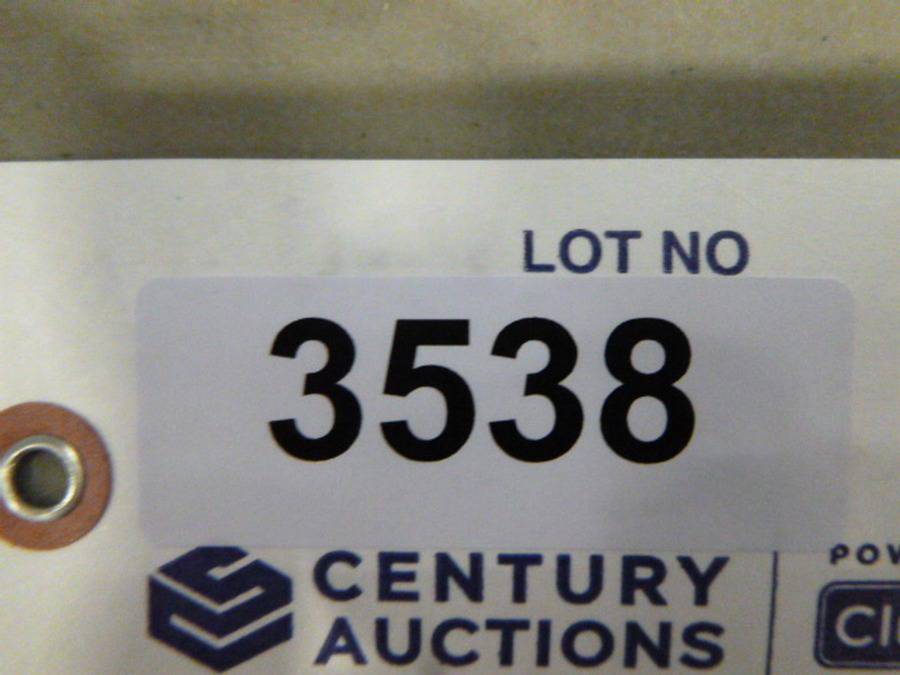 LOT NO
3538
CENTURY
AUCTIONS